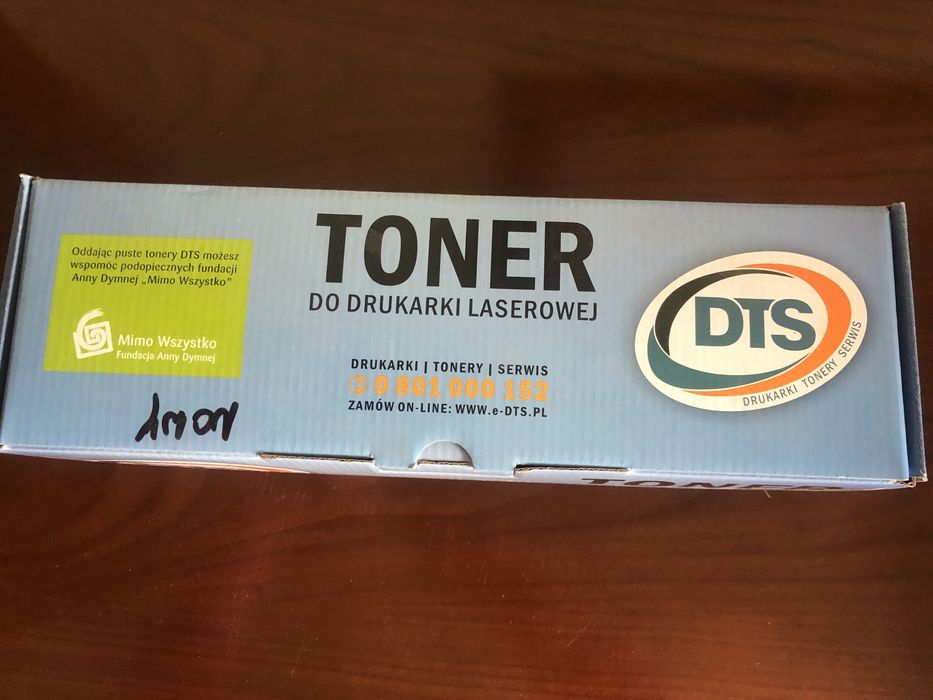 Oddając puste tonery DTS możesz
wspomóc podopiecznych fundacji
Anny Dymnej „Mimo Wszystko”
Mimo Wszystko
Fundacja Anny Dymnej
TONER
DO DRUKARKI LASEROWEJ
DRUKARKI | TONERY | SERWIS
0 801 000 152
ZAMÓW ON-LINE: WWW.e-DTS.PL
DTS
DRUKARKI TONERY SERWIS
NOWY
TONER